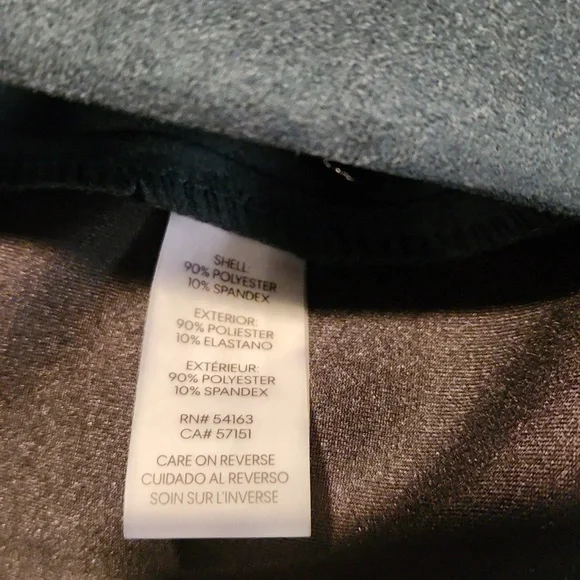 SHELL:
90% POLYESTER
10% SPANDEX
EXTERIOR:
90% POLIESTER
10% ELASTANO
EXTÉRIEUR:
90% POLYESTER
10% SPANDEX
RN# 54163
CA# 57151
CARE ON REVERSE
CUIDADO AL REVERSO
SOIN SUR L'INVERSE